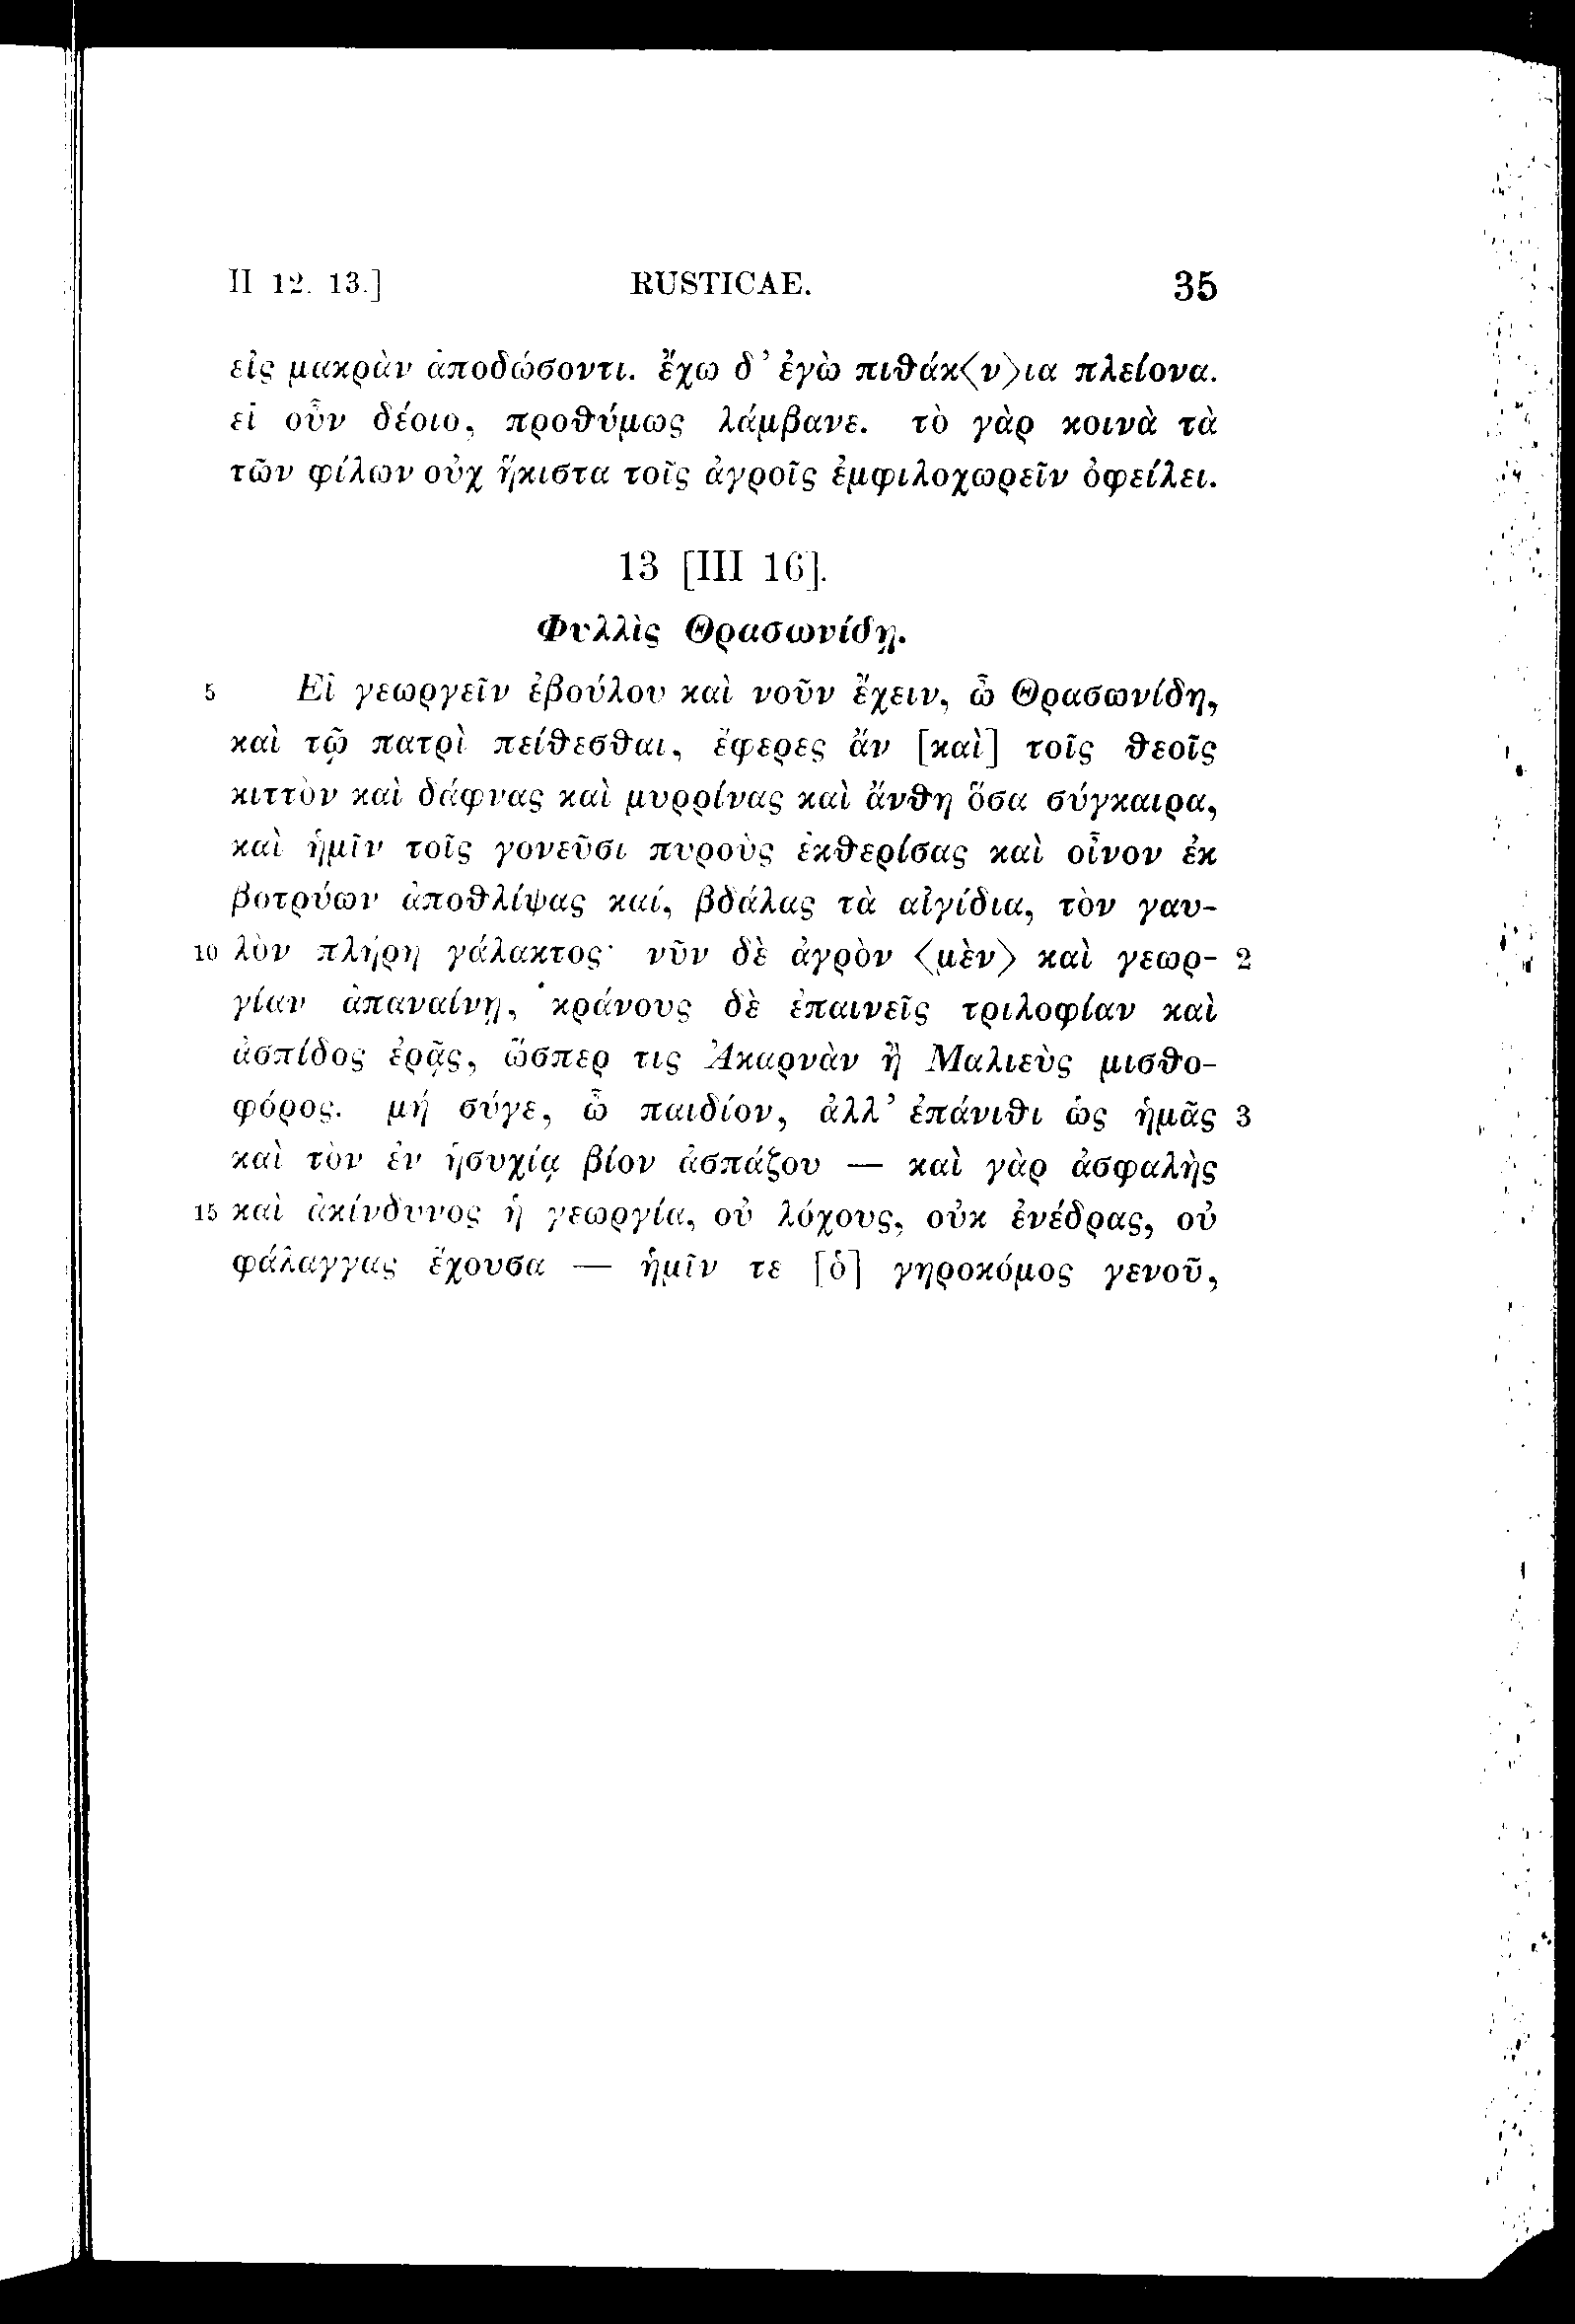 II 12. 13.] RUSTICAE. 35
εἰς μακρὰν ἀποδώσοντι. ἔχω δ’ ἐγὼ πιθάκ⟨ν⟩ια πλείονα.
εἰ οὖν δέοιο, προθύμως λάμβανε. τὸ γὰρ κοινὰ τὰ
τῶν φίλων οὐχ ἥκιστα τοῖς ἀγροῖς ἐμφιλοχωρεῖν ὀφείλει.
13 [III 16].
Φυλλὶς Θρασωνίδῃ.
5 Εἰ γεωργεῖν ἐβούλου καὶ νοῦν ἔχειν, ὦ Θρασωνίδη,
καὶ τῷ πατρὶ πείθεσθαι, ἔφερες ἂν [καὶ] τοῖς θεοῖς
κιττὸν καὶ δάφνας καὶ μυρρίνας καὶ ἄνθη ὅσα σύγκαιρα,
καὶ ἡμῖν τοῖς γονεῦσι πυροὺς ἐκθερίσας καὶ οἶνον ἐκ
βοτρύων ἀποθλίψας καί, βδάλας τὰ αἰγίδια, τὸν γαυ-
10 λὸν πλήρη γάλακτος· νῦν δὲ ἀγρὸν ⟨μὲν⟩ καὶ γεωρ- 2
γίαν ἀπαναίνῃ, κράνους δὲ ἐπαινεῖς τριλοφίαν καὶ
ἀσπίδος ἐρᾷς, ὥσπερ τις Ἀκαρνὰν ἢ Μαλιεὺς μισθο-
φόρος. μή σύγε, ὦ παιδίον, ἀλλ’ ἐπάνιθι ὡς ἡμᾶς 3
καὶ τὸν ἐν ἡσυχίᾳ βίον ἀσπάζου — καὶ γὰρ ἀσφαλὴς
15 καὶ ἀκίνδυνος ἡ γεωργία, οὐ λόχους, οὐκ ἐνέδρας, οὐ
φάλαγγας ἔχουσα — ἡμῖν τε [ὁ] γηροκόμος γενοῦ,